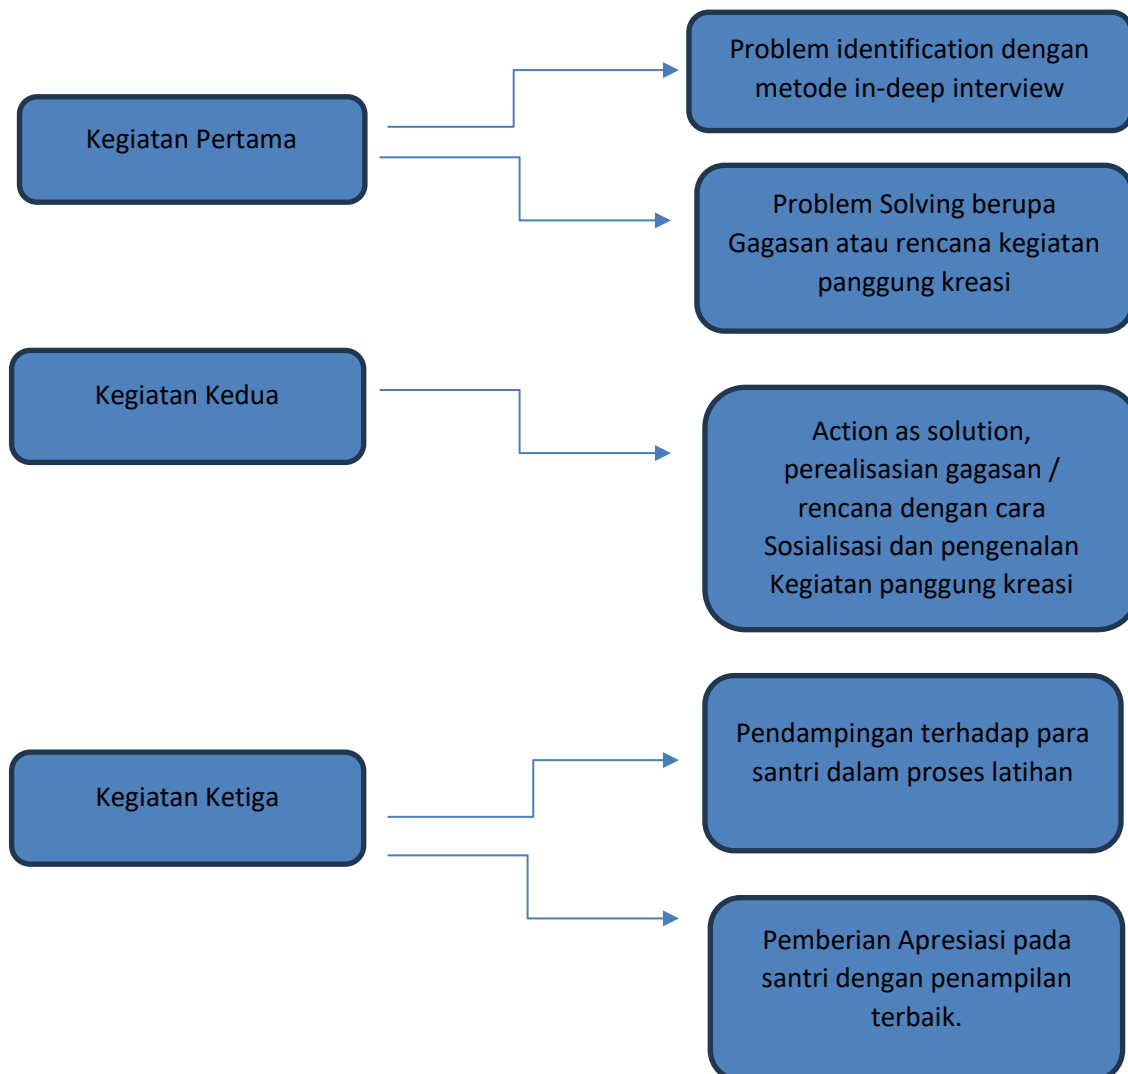 Kegiatan Pertama
Problem identification dengan
metode in-deep interview
Problem Solving berupa
Gagasan atau rencana kegiatan
panggung kreasi
Kegiatan Kedua
Action as solution,
perealisasian gagasan /
rencana dengan cara
Sosialisasi dan pengenalan
Kegiatan panggung kreasi
Kegiatan Ketiga
Pendampingan terhadap para
santri dalam proses latihan
Pemberian Apresiasi pada
santri dengan penampilan
terbaik.